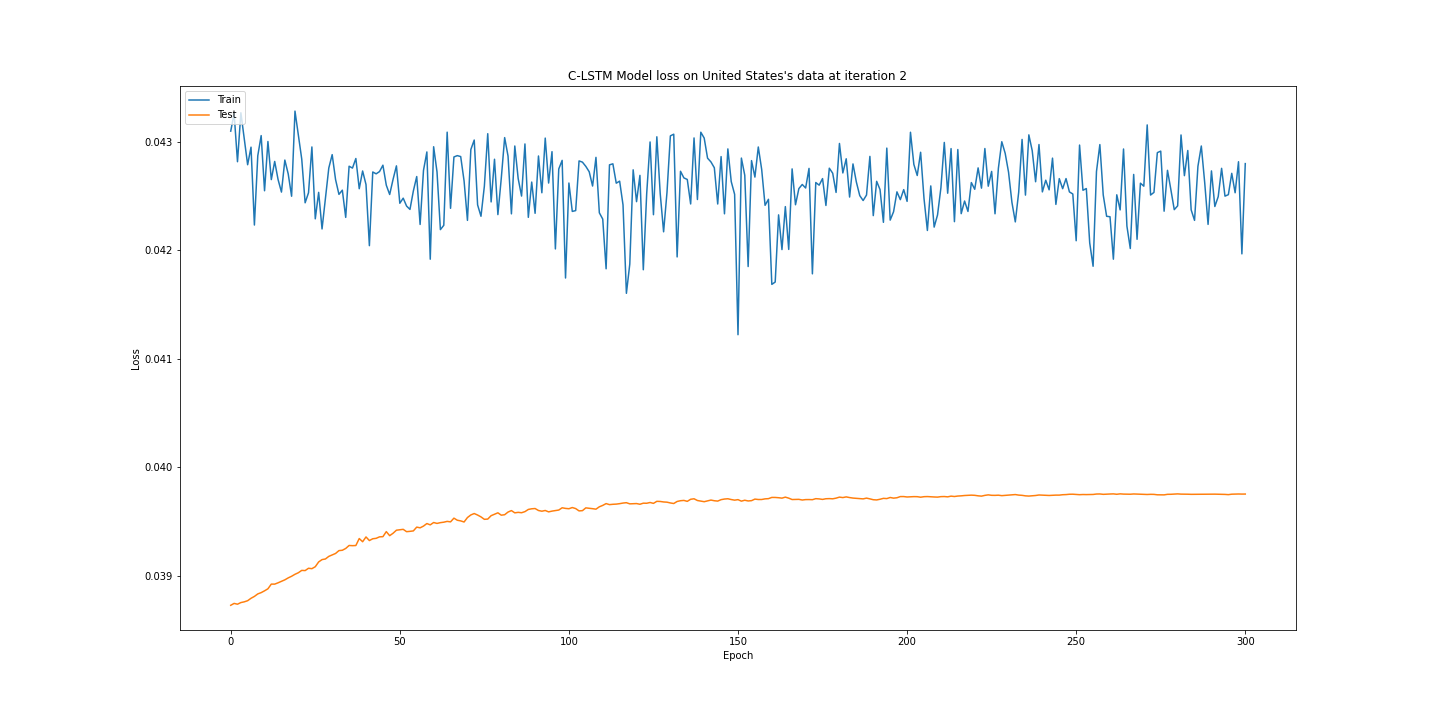 C-LSTM Model loss on United States's data at iteration 2
Train
Test
0.043
0.042
0.041
0.040
0.039
Loss
0 50 100 150 200 250 300
Epoch